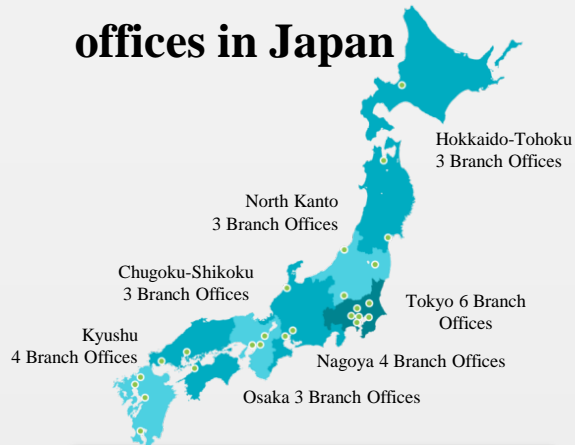 offices in Japan
Hokkaido-Tohoku
3 Branch Offices
North Kanto
3 Branch Offices
Chugoku-Shikoku
3 Branch Offices
Tokyo 6 Branch
Offices
Kyushu
4 Branch Offices
Nagoya 4 Branch Offices
Osaka 3 Branch Offices